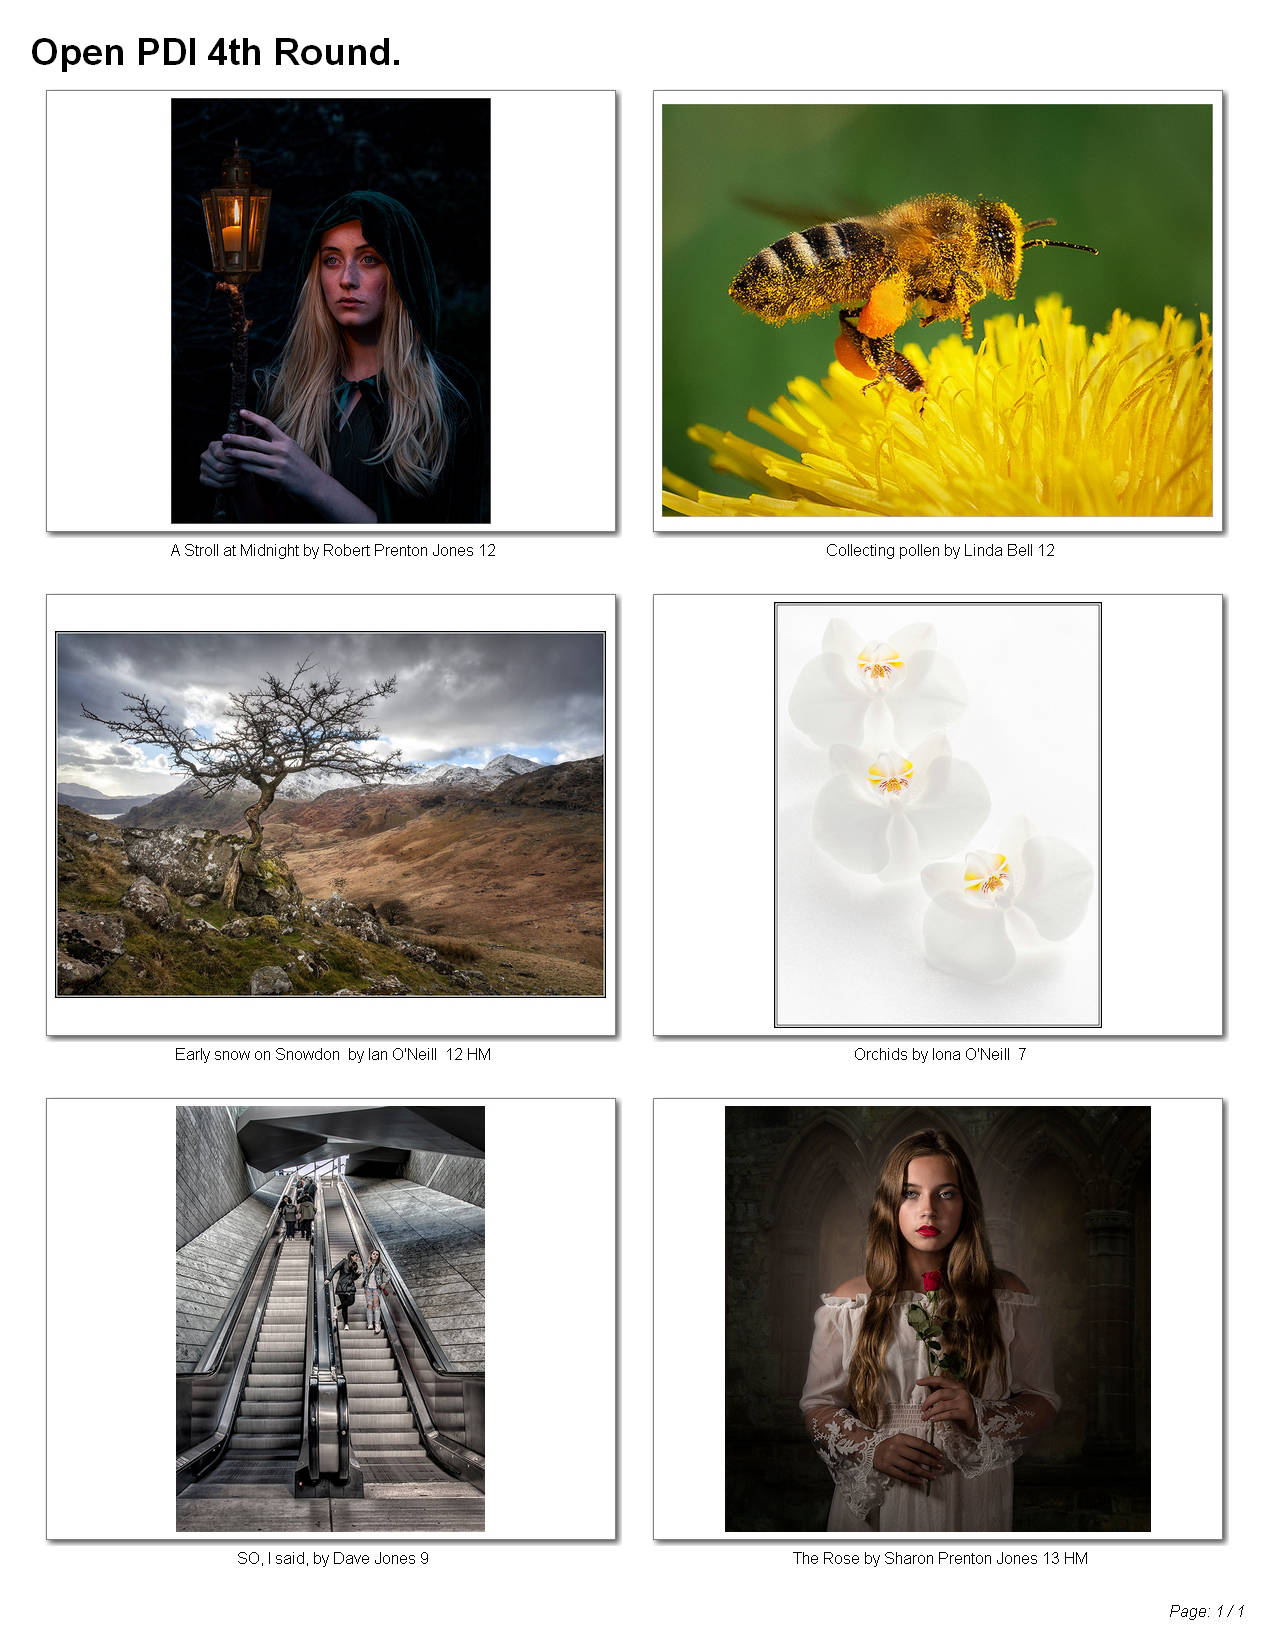 Open PDI 4th Round.
A Stroll at Midnight by Robert Prenton Jones 12
Collecting pollen by Linda Bell 12
Early snow on Snowdon  by Ian O'Neill  12 HM
Orchids by Iona O'Neill  7
SO, I said, by Dave Jones 9
The Rose by Sharon Prenton Jones 13 HM
Page: 1 / 1